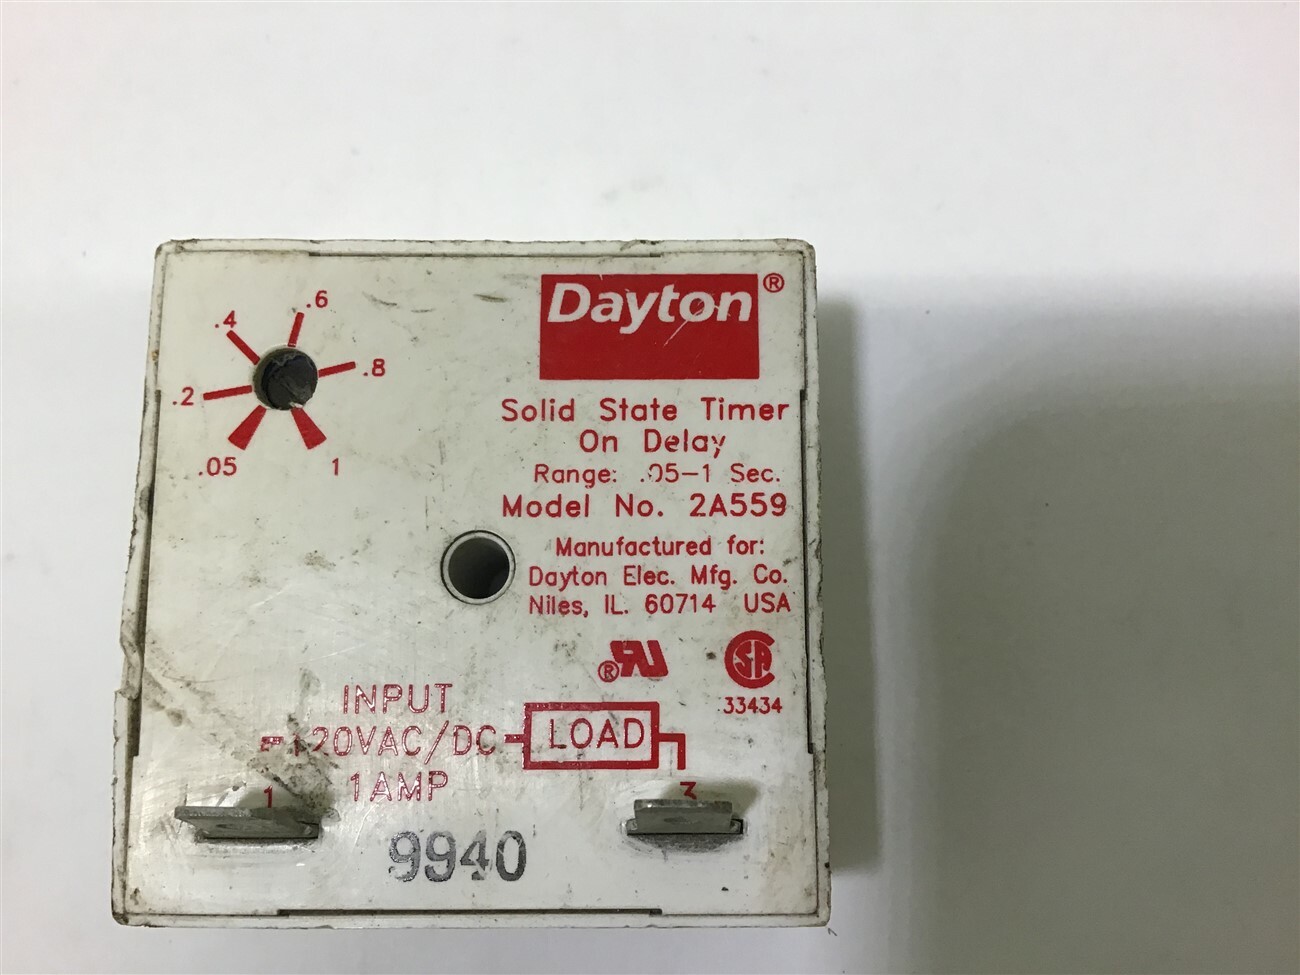 Dayton®
.6
.4
.8
.2
.05
1
Solid State Timer
On Delay
Range: .05-1 Sec.
Model No. 2A559
Manufactured for:
Dayton Elec. Mfg. Co.
Niles, IL. 60714 USA
®
33434
INPUT
120VAC/DC
LOAD
1AMP
1
3
9940